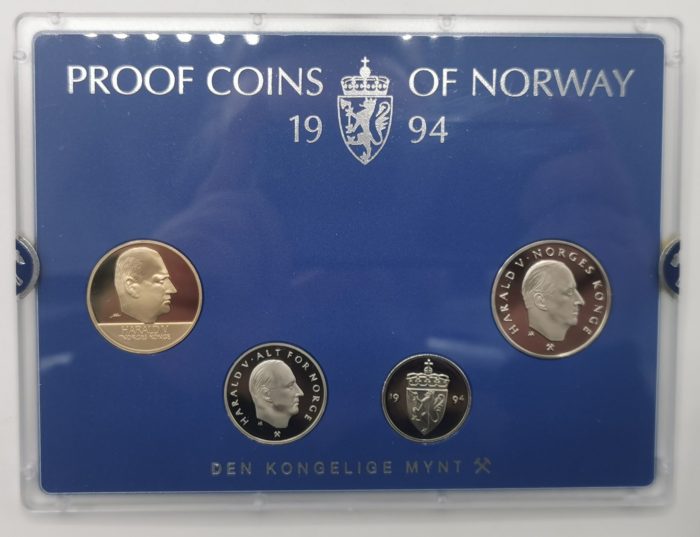 PROOF COINS OF NORWAY
19 94
HARALD V
NORGES KONGE
HARALD V · ALT FOR NORGE
19 94
HARALD V · NORGES KONGE
DEN KONGELIGE MYNT